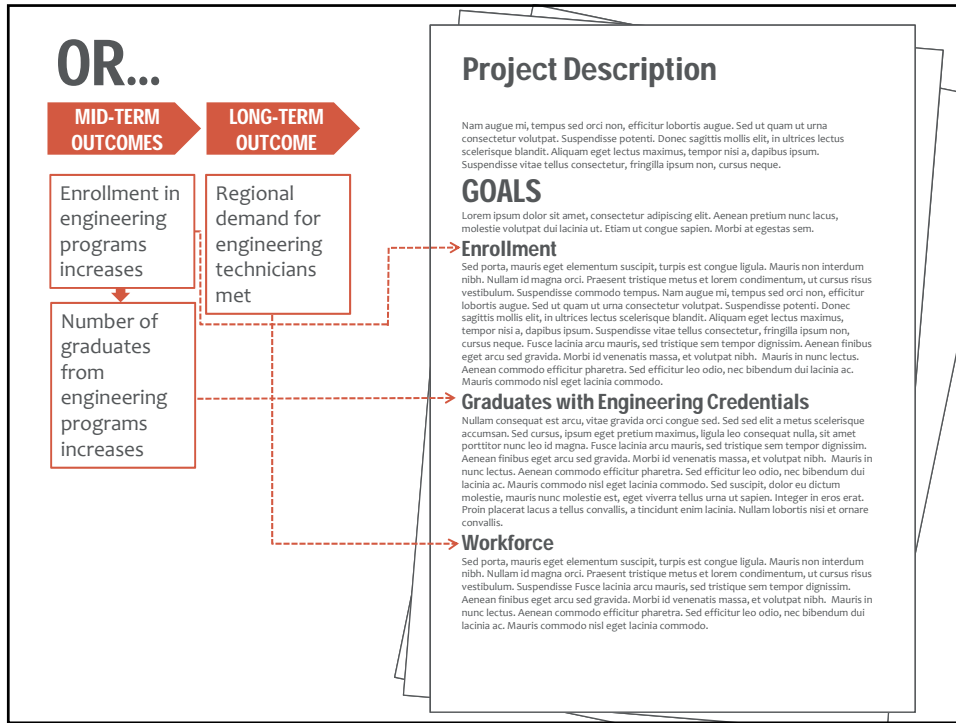 OR...
MID-TERM
OUTCOMES
LONG-TERM
OUTCOME
Enrollment in
engineering
programs
increases
Number of
graduates
from
engineering
programs
increases
Regional
demand for
engineering
technicians
met
Project Description
Nam augue mi, tempus sed orci non, efficitur lobortis augue. Sed ut quam ut urna
consectetur volutpat. Suspendisse potenti. Donec sagittis mollis elit, in ultrices lectus
scelerisque blandit. Aliquam eget lectus maximus, tempor nisi a, dapibus ipsum.
Suspendisse vitae tellus consectetur, fringilla ipsum non, cursus neque.
GOALS
Lorem ipsum dolor sit amet, consectetur adipiscing elit. Aenean pretium nunc lacus,
molestie volutpat dui lacinia ut. Etiam ut congue sapien. Morbi at egestas sem.
Enrollment
Sed porta, mauris eget elementum suscipit, turpis est congue ligula. Mauris non interdum
nibh. Nullam id magna orci. Praesent tristique metus et lorem condimentum, ut cursus risus
vestibulum. Suspendisse commodo tempus. Nam augue mi, tempus sed orci non, efficitur
lobortis augue. Sed ut quam ut urna consectetur volutpat. Suspendisse potenti. Donec
sagittis mollis elit, in ultrices lectus scelerisque blandit. Aliquam eget lectus maximus,
tempor nisi a, dapibus ipsum. Suspendisse vitae tellus consectetur, fringilla ipsum non,
cursus neque. Fusce lacinia arcu mauris, sed tristique sem tempor dignissim. Aenean finibus
eget arcu sed gravida. Morbi id venenatis massa, et volutpat nibh.  Mauris in nunc lectus.
Aenean commodo efficitur pharetra. Sed efficitur leo odio, nec bibendum dui lacinia ac.
Mauris commodo nisl eget lacinia commodo.
Graduates with Engineering Credentials
Nullam consequat est arcu, vitae gravida orci congue sed. Sed sed elit a metus scelerisque
accumsan. Sed cursus, ipsum eget pretium maximus, ligula leo consequat nulla, sit amet
porttitor nunc leo id magna. Fusce lacinia arcu mauris, sed tristique sem tempor dignissim.
Aenean finibus eget arcu sed gravida. Morbi id venenatis massa, et volutpat nibh.  Mauris in
nunc lectus. Aenean commodo efficitur pharetra. Sed efficitur leo odio, nec bibendum dui
lacinia ac. Mauris commodo nisl eget lacinia commodo. Sed suscipit, dolor eu dictum
molestie, mauris nunc molestie est, eget viverra tellus urna ut sapien. Integer in eros erat.
Proin placerat lacus a tellus convallis, a tincidunt enim lacinia. Nullam lobortis nisi et ornare
convallis.
Workforce
Sed porta, mauris eget elementum suscipit, turpis est congue ligula. Mauris non interdum
nibh. Nullam id magna orci. Praesent tristique metus et lorem condimentum, ut cursus risus
vestibulum. Suspendisse Fusce lacinia arcu mauris, sed tristique sem tempor dignissim.
Aenean finibus eget arcu sed gravida. Morbi id venenatis massa, et volutpat nibh.  Mauris in
nunc lectus. Aenean commodo efficitur pharetra. Sed efficitur leo odio, nec bibendum dui
lacinia ac. Mauris commodo nisl eget lacinia commodo.